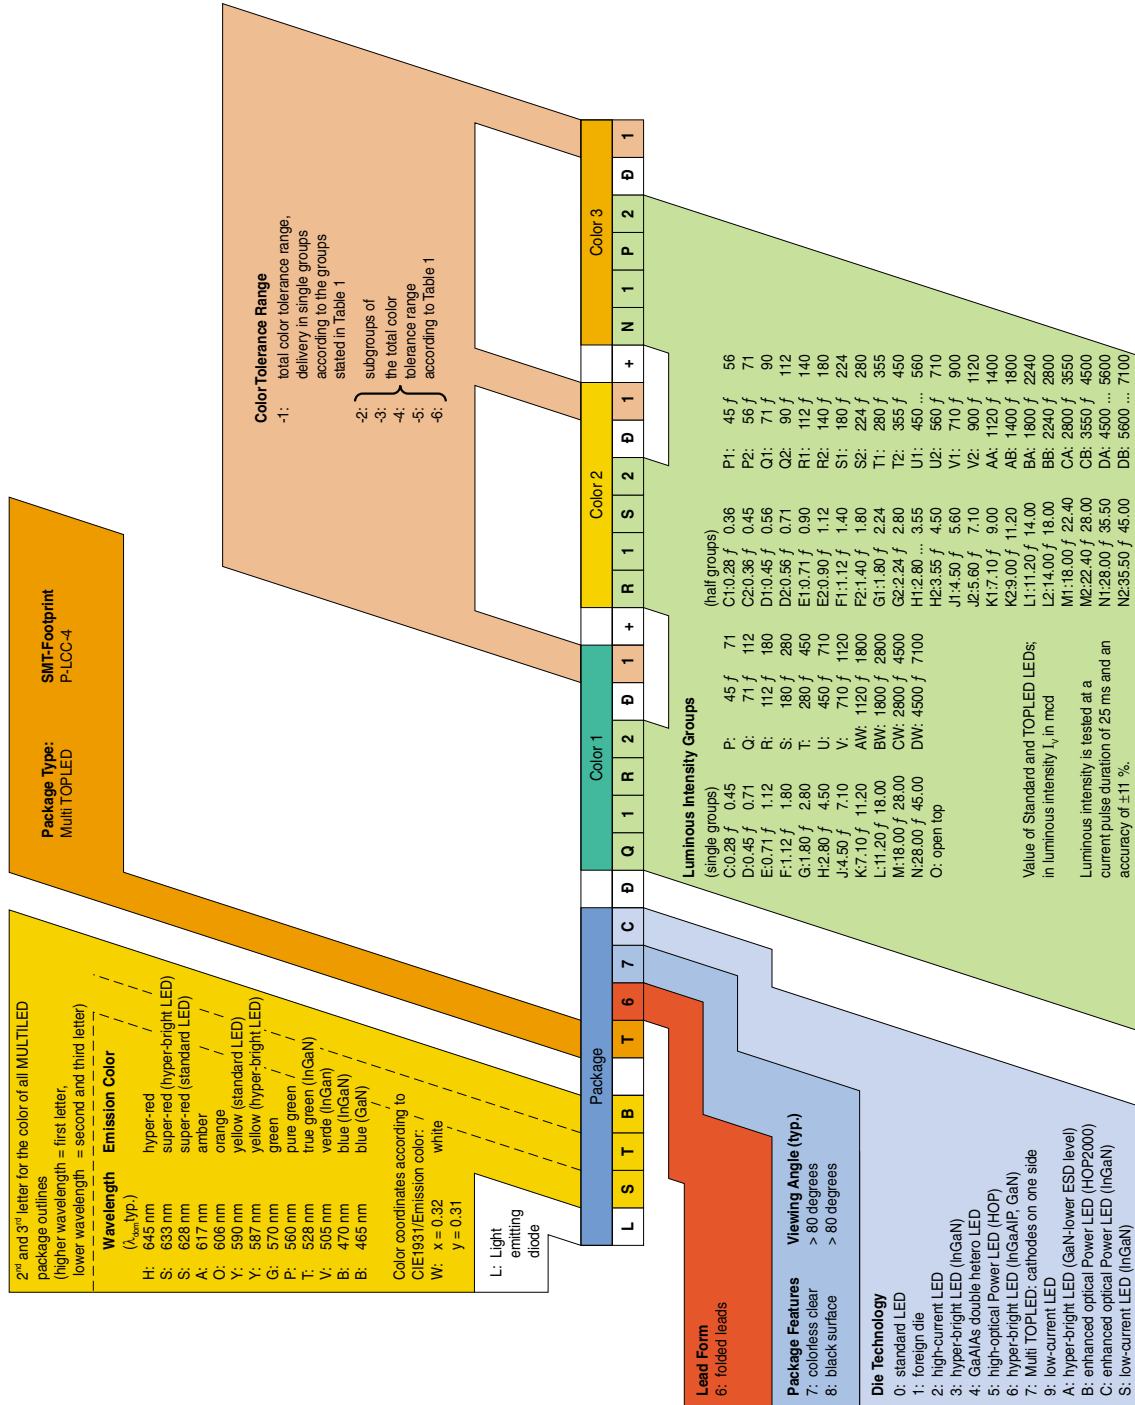 2nd and 3rd letter for the color of all MULTILED
package outlines
(higher wavelength = first letter,
lower wavelength = second and third letter)
Wavelength Emission Color
(λdom typ.)
H: 645 nm hyper-red
S: 633 nm super-red (hyper-bright LED)
S: 628 nm super-red (standard LED)
A: 617 nm amber
O: 606 nm orange
Y: 590 nm yellow (standard LED)
Y: 587 nm yellow (hyper-bright LED)
G: 570 nm green
P: 560 nm pure green
T: 528 nm true green (InGaN)
V: 505 nm verde (InGan)
B: 470 nm blue (InGaN)
B: 465 nm blue (GaN)
Color coordinates according to
CIE1931/Emission color:
W: x = 0.32 white
y = 0.31
L: Light
emitting
diode
Package Type: SMT-Footprint
Multi TOPLED P-LCC-4
Color Tolerance Range
-1: total color tolerance range,
delivery in single groups
according to the groups
stated in Table 1
-2: subgroups of
-3: the total color
-4: tolerance range
-5: according to Table 1
-6:
Package Color 1 Color 2 Color 3
L S T B T 6 7 C Ð Q 1 R 2 Ð 1 + R 1 S 2 Ð 1 + N 1 P 2 Ð 1
Lead Form
6: folded leads
Package Features Viewing Angle (typ.)
7: colorless clear > 80 degrees
8: black surface > 80 degrees
Die Technology
0: standard LED
1: foreign die
2: high-current LED
3: hyper-bright LED (InGaN)
4: GaAlAs double hetero LED
5: high-optical Power LED (HOP)
6: hyper-bright LED (InGaAlP, GaN)
7: Multi TOPLED: cathodes on one side
9: low-current LED
A: hyper-bright LED (GaN-lower ESD level)
B: enhanced optical Power LED (HOP2000)
C: enhanced optical Power LED (InGaN)
S: low-current LED (InGaN)
Luminous Intensity Groups
(single groups) (half groups)
C:0.28 ƒ 0.45 P: 45 ƒ 71 C1:0.28 ƒ 0.36 P1: 45 ƒ 56
D:0.45 ƒ 0.71 Q: 71 ƒ 112 C2:0.36 ƒ 0.45 P2: 56 ƒ 71
E:0.71 ƒ 1.12 R: 112 ƒ 180 D1:0.45 ƒ 0.56 Q1: 71 ƒ 90
F:1.12 ƒ 1.80 S: 180 ƒ 280 D2:0.56 ƒ 0.71 Q2: 90 ƒ 112
G:1.80 ƒ 2.80 T: 280 ƒ 450 E1:0.71 ƒ 0.90 R1: 112 ƒ 140
H:2.80 ƒ 4.50 U: 450 ƒ 710 E2:0.90 ƒ 1.12 R2: 140 ƒ 180
J:4.50 ƒ 7.10 V: 710 ƒ 1120 F1:1.12 ƒ 1.40 S1: 180 ƒ 224
K:7.10 ƒ 11.20 AW: 1120 ƒ 1800 F2:1.40 ƒ 1.80 S2: 224 ƒ 280
L:11.20 ƒ 18.00 BW: 1800 ƒ 2800 G1:1.80 ƒ 2.24 T1: 280 ƒ 355
M:18.00 ƒ 28.00 CW: 2800 ƒ 4500 G2:2.24 ƒ 2.80 T2: 355 ƒ 450
N:28.00 ƒ 45.00 DW: 4500 ƒ 7100 H1:2.80 ... 3.55 U1: 450 ... 560
O: open top H2:3.55 ƒ 4.50 U2: 560 ƒ 710
J1:4.50 ƒ 5.60 V1: 710 ƒ 900
J2:5.60 ƒ 7.10 V2: 900 ƒ 1120
K1:7.10 ƒ 9.00 AA: 1120 ƒ 1400
K2:9.00 ƒ 11.20 AB: 1400 ƒ 1800
L1:11.20 ƒ 14.00 BA: 1800 ƒ 2240
L2:14.00 ƒ 18.00 BB: 2240 ƒ 2800
M1:18.00 ƒ 22.40 CA: 2800 ƒ 3550
M2:22.40 ƒ 28.00 CB: 3550 ƒ 4500
N1:28.00 ƒ 35.50 DA: 4500 ... 5600
N2:35.50 ƒ 45.00 DB: 5600 ... 7100
Value of Standard and TOPLED LEDs;
in luminous intensity Iv in mcd
Luminous intensity is tested at a
current pulse duration of 25 ms and an
accuracy of ±11 %.